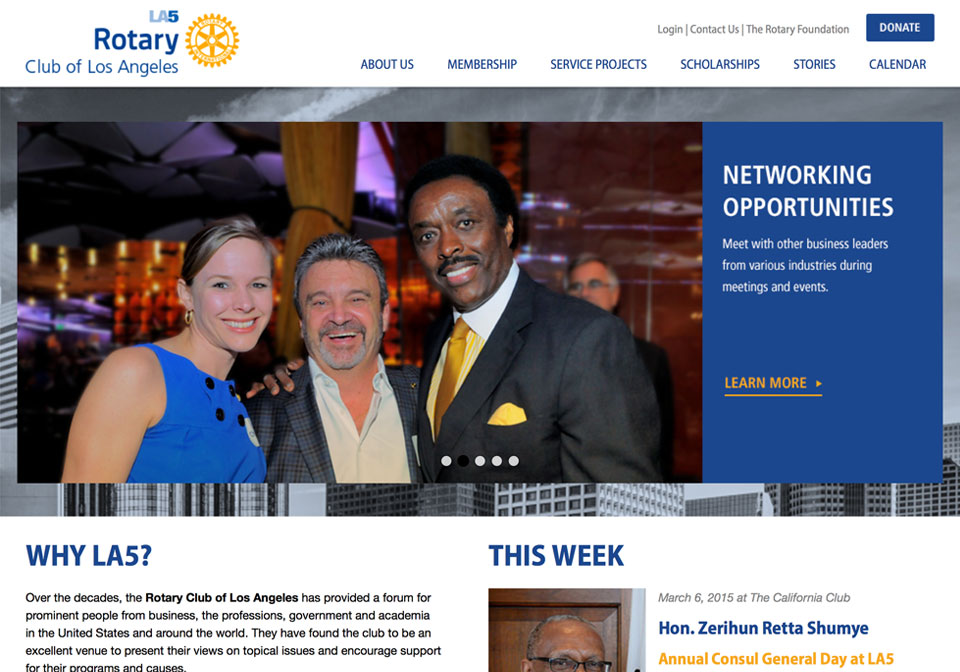 LA5
Rotary
Club of Los Angeles
Login | Contact Us | The Rotary Foundation
DONATE
ABOUT US MEMBERSHIP SERVICE PROJECTS SCHOLARSHIPS STORIES CALENDAR
NETWORKING
OPPORTUNITIES
Meet with other business leaders
from various industries during
meetings and events.
LEARN MORE
WHY LA5?
Over the decades, the Rotary Club of Los Angeles has provided a forum for
prominent people from business, the professions, government and academia
in the United States and around the world. They have found the club to be an
excellent venue to present their views on topical issues and encourage support
for their programs and causes.
THIS WEEK
March 6, 2015 at The California Club
Hon. Zerihun Retta Shumye
Annual Consul General Day at LA5